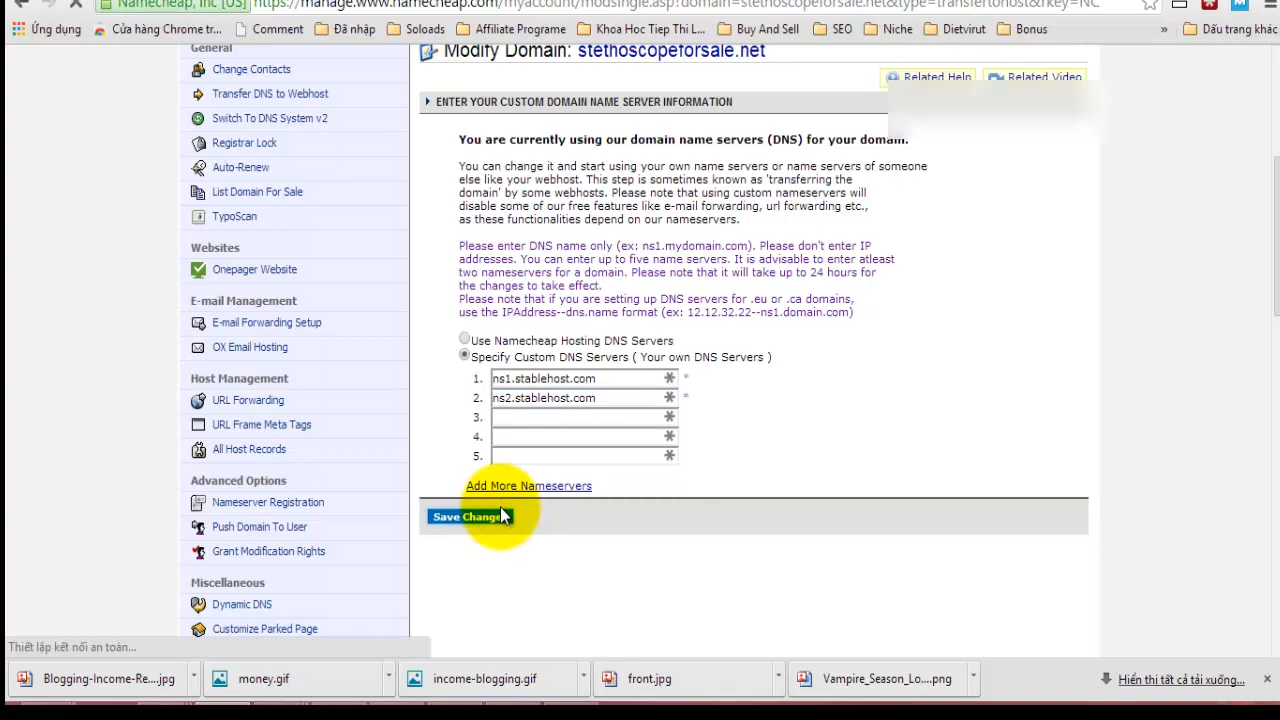 Namecheap, Inc [US] https://manage.www.namecheap.com/myaccount/modsingle.asp?domain=stethoscopeforsale.net&type=transfertohost&rkey=NC
Ứng dụng Cửa hàng Chrome tr... Comment Đã nhập Soloads Affiliate Programe Khoa Hoc Tiep Thi L... Buy And Sell SEO Niche Dietvirut Bonus » Dấu trang khác
General
Change Contacts
Transfer DNS to Webhost
Switch To DNS System v2
Registrar Lock
Auto-Renew
List Domain For Sale
TypoScan
Websites
Onepager Website
E-mail Management
E-mail Forwarding Setup
OX Email Hosting
Host Management
URL Forwarding
URL Frame Meta Tags
All Host Records
Advanced Options
Nameserver Registration
Push Domain To User
Grant Modification Rights
Miscellaneous
Dynamic DNS
Customize Parked Page
Modify Domain: stethoscopeforsale.net
Related Help Related Video
ENTER YOUR CUSTOM DOMAIN NAME SERVER INFORMATION
You are currently using our domain name servers (DNS) for your domain.
You can change it and start using your own name servers or name servers of someone
else like your webhost. This step is sometimes known as 'transferring the
domain' by some webhosts. Please note that using custom nameservers will
disable some of our free features like e-mail forwarding, url forwarding etc.,
as these functionalities depend on our nameservers.
Please enter DNS name only (ex: ns1.mydomain.com). Please don't enter IP
addresses. You can enter up to five name servers. It is advisable to enter atleast
two nameservers for a domain. Please note that it will take up to 24 hours for
the changes to take effect.
Please note that if you are setting up DNS servers for .eu or .ca domains,
use the IPAddress--dns.name format (ex: 12.12.32.22--ns1.domain.com)
Use Namecheap Hosting DNS Servers
Specify Custom DNS Servers ( Your own DNS Servers )
1. ns1.stablehost.com *
2. ns2.stablehost.com *
3.
4.
5.
Add More Nameservers
Save Change
Thiết lập kết nối an toàn...
Blogging-Income-Re....jpg money.gif income-blogging.gif front.jpg Vampire_Season_Lo....png Hiển thị tất cả tải xuống...